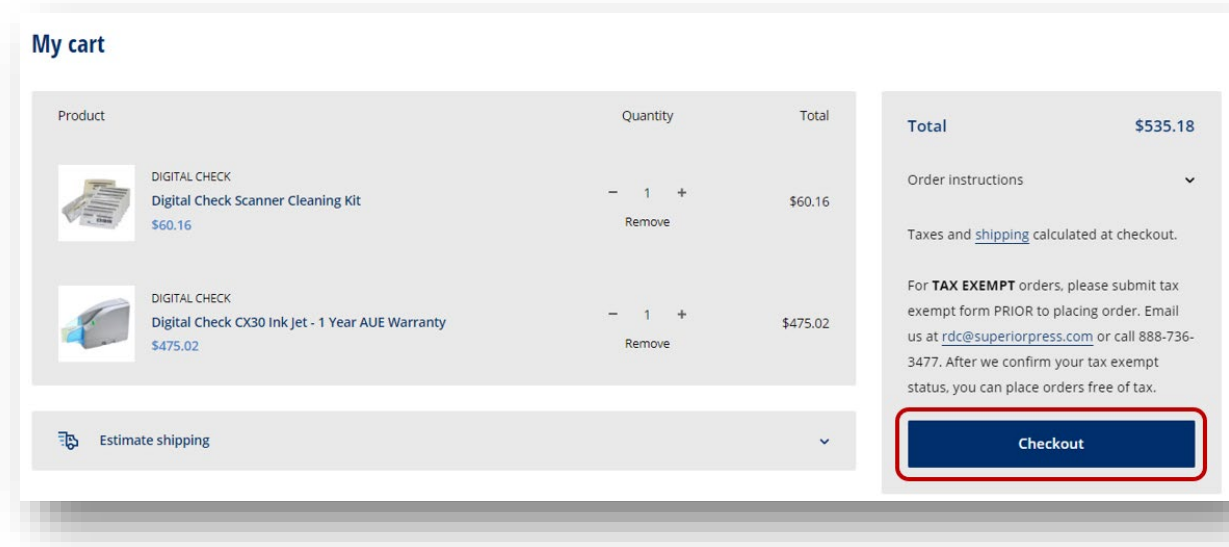 My cart
Product Quantity Total
DIGITAL CHECK
Digital Check Scanner Cleaning Kit
$60.16
− 1 +
Remove
$60.16
DIGITAL CHECK
Digital Check CX30 Ink Jet - 1 Year AUE Warranty
$475.02
− 1 +
Remove
$475.02
Estimate shipping
Total $535.18
Order instructions
Taxes and shipping calculated at checkout.
For TAX EXEMPT orders, please submit tax
exempt form PRIOR to placing order. Email
us at rdc@superiorpress.com or call 888-736-
3477. After we confirm your tax exempt
status, you can place orders free of tax.
Checkout